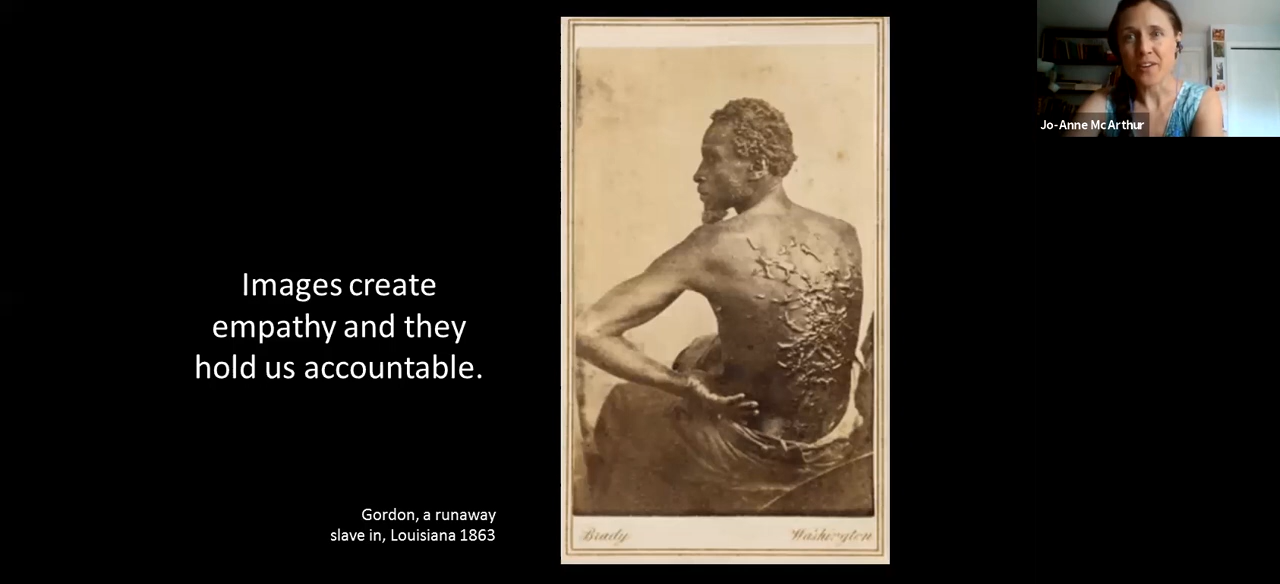 Jo-Anne McArthur
Images create
empathy and they
hold us accountable.
Gordon, a runaway
slave in, Louisiana 1863
Brady Washington